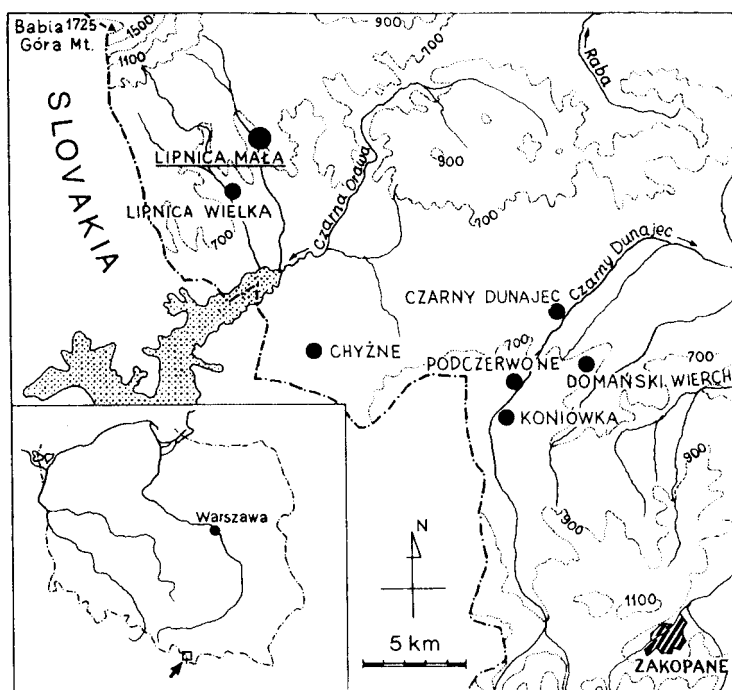 Babia 1725
Góra Mt.
1500
1100
900
700
Raba
SLOVAKIA
LIPNICA MAŁA
LIPNICA WIELKA
700
Czarna Orawa
900
700
Czarny Dunajec
CZARNY DUNAJEC
CHYŻNE
700
PODCZERWONE
700
DOMAŃSKI WIERCH
KONIÓWKA
900
900
Warszawa
N
1100
5 km
ZAKOPANE